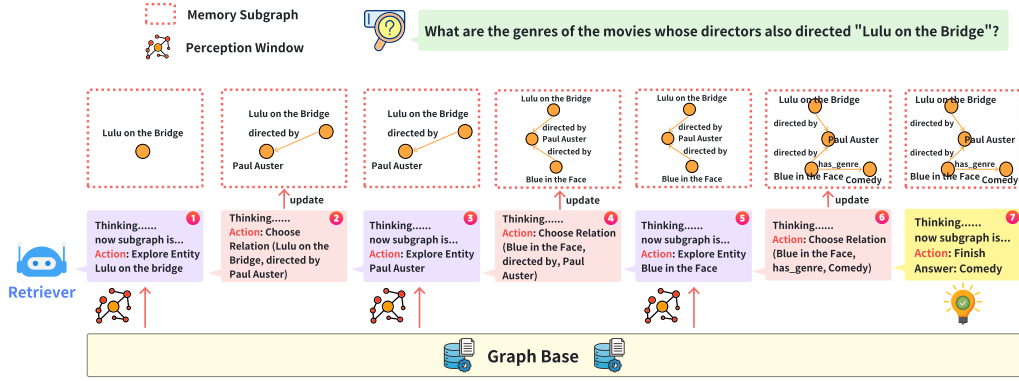 Memory Subgraph
Perception Window
What are the genres of the movies whose directors also directed "Lulu on the Bridge"?
Lulu on the Bridge
Lulu on the Bridge
directed by
Paul Auster
Lulu on the Bridge
directed by
Paul Auster
Lulu on the Bridge
directed by
Paul Auster
directed by
Blue in the Face
Lulu on the Bridge
directed by
Paul Auster
directed by
Blue in the Face
Lulu on the Bridge
directed by
Paul Auster
directed by
has_genre
Blue in the Face
Comedy
Lulu on the Bridge
directed by
Paul Auster
directed by
has_genre
Blue in the Face
Comedy
update
update
update
Retriever
1
Thinking......
now subgraph is...
Action: Explore Entity
Lulu on the bridge
2
Thinking......
Action: Choose
Relation (Lulu on the
Bridge, directed by
Paul Auster)
3
Thinking......
now subgraph is...
Action: Explore Entity
Paul Auster
4
Thinking......
Action: Choose Relation
(Blue in the Face,
directed by, Paul
Auster)
5
Thinking......
now subgraph is...
Action: Explore Entity
Blue in the Face
6
Thinking......
Action: Choose Relation
(Blue in the Face,
has_genre, Comedy)
7
Thinking......
now subgraph is...
Action: Finish
Answer: Comedy
Graph Base